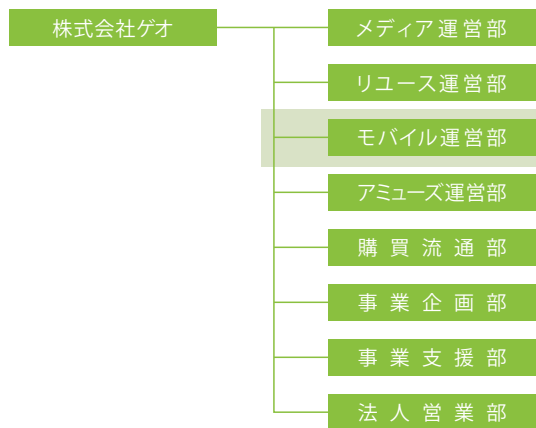 株式会社ゲオ
メディア運営部
リユース運営部
モバイル運営部
アミューズ運営部
購買流通部
事業企画部
事業支援部
法人営業部